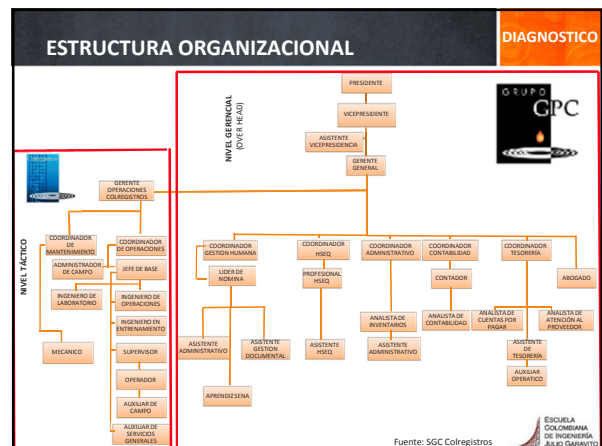 ESTRUCTURA ORGANIZACIONAL
DIAGNOSTICO
NIVEL GERENCIAL
(OVER HEAD)
PRESIDENTE
GRUPO
GPC
VICEPRESIDENTE
ASISTENTE
VICEPRESIDENCIA
GERENTE
GENERAL
NIVEL TÁCTICO
GERENTE
OPERACIONES
COLREGISTROS
COORDINADOR
DE
MANTENIMIENTO
COORDINADOR
DE OPERACIONES
ADMINISTRADOR
DE CAMPO
JEFE DE BASE
INGENIERO DE
LABORATORIO
INGENIERO DE
OPERACIONES
INGENIERO EN
ENTRENAMIENTO
MECANICO
SUPERVISOR
OPERADOR
AUXILIAR DE
CAMPO
AUXILIAR DE
SERVICIOS
GENERALES
COORDINADOR
GESTION HUMANA
LIDER DE
NOMINA
ASISTENTE
ADMINISTRATIVO
ASISTENTE
GESTION
DOCUMENTAL
APRENDIZ SENA
COORDINADOR
HSEQ
PROFESIONAL
HSEQ
ASISTENTE
HSEQ
COORDINADOR
ADMINISTRATIVO
ANALISTA DE
INVENTARIOS
ASISTENTE
ADMINISTRATIVO
COORDINADOR
CONTABILIDAD
CONTADOR
ANALISTA DE
CONTABILIDAD
COORDINADOR
TESORERÍA
ANALISTA DE
CUENTAS POR
PAGAR
ANALISTA DE
ATENCIÓN AL
PROVEEDOR
ASISTENTE
DE
TESORERÍA
AUXILIAR
OPERATICO
ABOGADO
Fuente: SGC Colregistros
ESCUELA
COLOMBIANA
DE INGENIERÍA
JULIO GARAVITO